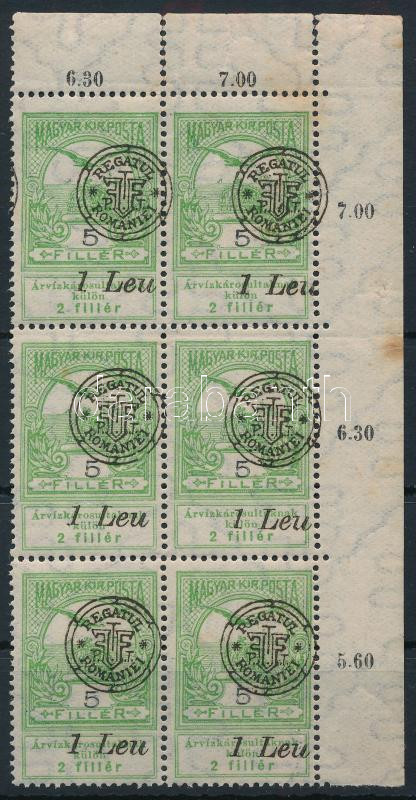 6.30 7.00
MAGYAR KIR. POSTA MAGYAR KIR. POSTA
REGATUL REGATUL
ROMANIEI ROMANIEI
7.00
5 5
FILLÉR FILLÉR
1 Leu 1 Leu
Árvízkárosultaknak
külön külön
2 fillér 2 fillér
MAGYAR KIR. POSTA MAGYAR KIR. POSTA
REGATUL REGATUL
ROMANIEI ROMANIEI
6.30
5 5
FILLÉR FILLÉR
Árvízkárosultaknak Árvízkárosultaknak
1 Leu 1 Leu
külön külön
2 fillér 2 fillér
MAGYAR KIR. POSTA MAGYAR KIR. POSTA
REGATUL REGATUL
ROMANIEI ROMANIEI
5.60
5 5
FILLÉR FILLÉR
1 Leu 1 Leu
külön külön
2 fillér 2 fillér